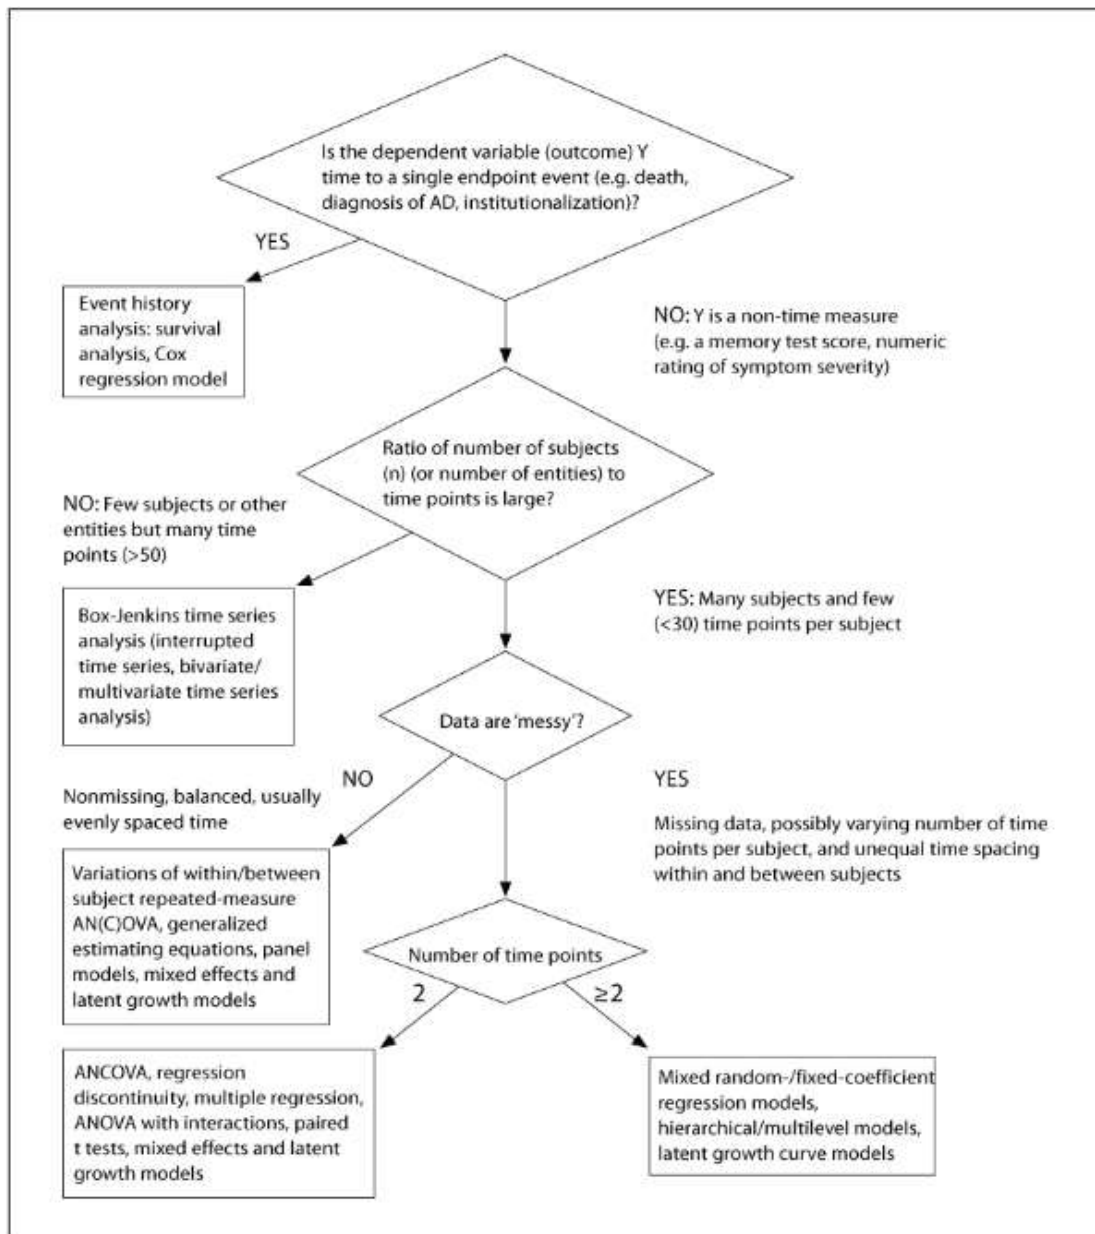 Is the dependent variable (outcome) Y
time to a single endpoint event (e.g. death,
diagnosis of AD, institutionalization)?
YES
Event history
analysis: survival
analysis, Cox
regression model
NO: Y is a non-time measure
(e.g. a memory test score, numeric
rating of symptom severity)
Ratio of number of subjects
(n) (or number of entities) to
time points is large?
NO: Few subjects or other
entities but many time
points (>50)
Box-Jenkins time series
analysis (interrupted
time series, bivariate/
multivariate time series
analysis)
YES: Many subjects and few
(<30) time points per subject
Data are 'messy'?
NO
Nonmissing, balanced, usually
evenly spaced time
Variations of within/between
subject repeated-measure
AN(C)OVA, generalized
estimating equations, panel
models, mixed effects and
latent growth models
YES
Missing data, possibly varying number of time
points per subject, and unequal time spacing
within and between subjects
Number of time points
2
≥2
ANCOVA, regression
discontinuity, multiple regression,
ANOVA with interactions, paired
t tests, mixed effects and latent
growth models
Mixed random-/fixed-coefficient
regression models,
hierarchical/multilevel models,
latent growth curve models